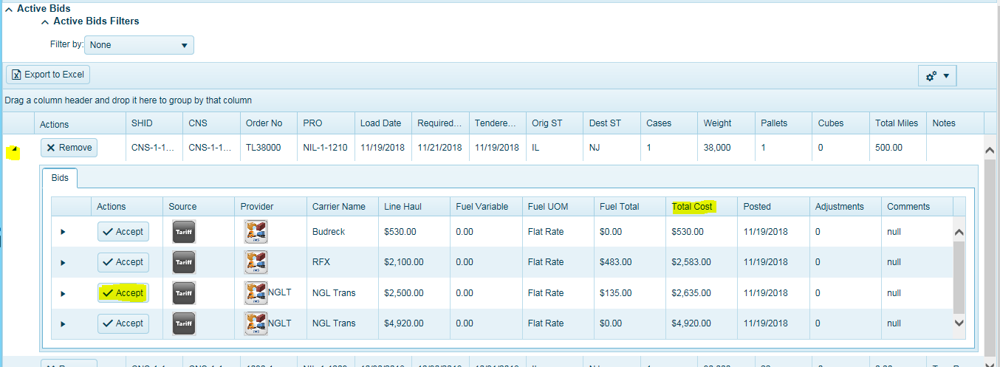 Active Bids
Active Bids Filters
Filter by: None
Export to Excel
Drag a column header and drop it here to group by that column
Actions SHID CNS Order No PRO Load Date Required... Tendere... Orig ST Dest ST Cases Weight Pallets Cubes Total Miles Notes
Remove CNS-1-1... CNS-1-1... TL38000 NIL-1-1210 11/19/2018 11/21/2018 11/19/2018 IL NJ 1 38,000 1 0 500.00
Bids
Actions Source Provider Carrier Name Line Haul Fuel Variable Fuel UOM Fuel Total Total Cost Posted Adjustments Comments
Accept Tariff TMS Budreck $530.00 0.00 Flat Rate $0.00 $530.00 11/19/2018 0 null
Accept Tariff TMS RFX $2,100.00 0.00 Flat Rate $483.00 $2,583.00 11/19/2018 0 null
Accept Tariff TMS NGLT NGL Trans $2,500.00 0.00 Flat Rate $135.00 $2,635.00 11/19/2018 0 null
Accept Tariff TMS NGLT NGL Trans $4,920.00 0.00 Flat Rate $0.00 $4,920.00 11/19/2018 0 null